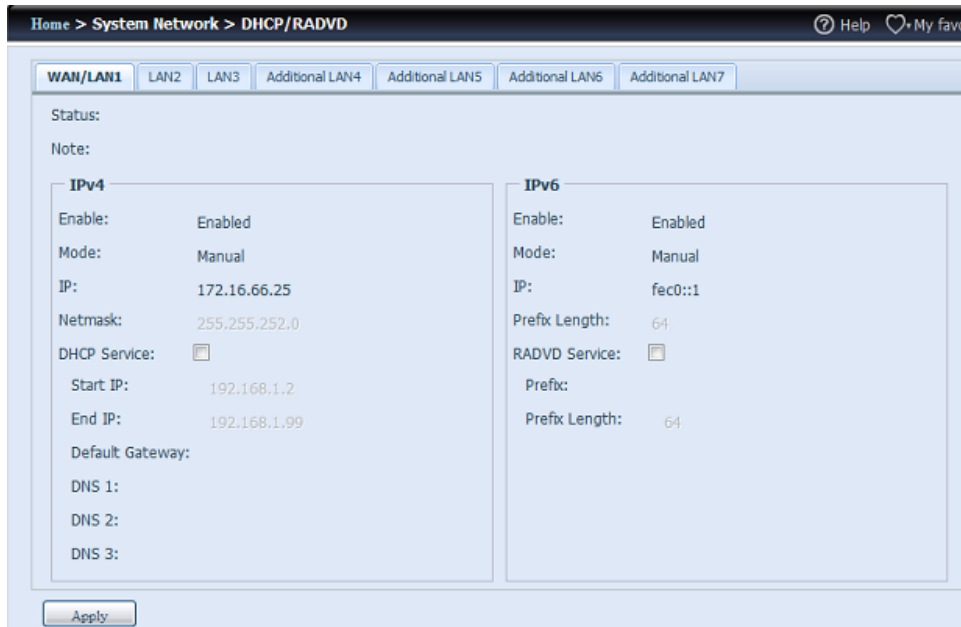 Home > System Network > DHCP/RADVD
Help My favo
WAN/LAN1 LAN2 LAN3 Additional LAN4 Additional LAN5 Additional LAN6 Additional LAN7
Status:
Note:
IPv4
Enable: Enabled
Mode: Manual
IP: 172.16.66.25
Netmask: 255.255.252.0
DHCP Service:
Start IP: 192.168.1.2
End IP: 192.168.1.99
Default Gateway:
DNS 1:
DNS 2:
DNS 3:
IPv6
Enable: Enabled
Mode: Manual
IP: fec0::1
Prefix Length: 64
RADVD Service:
Prefix:
Prefix Length: 64
Apply